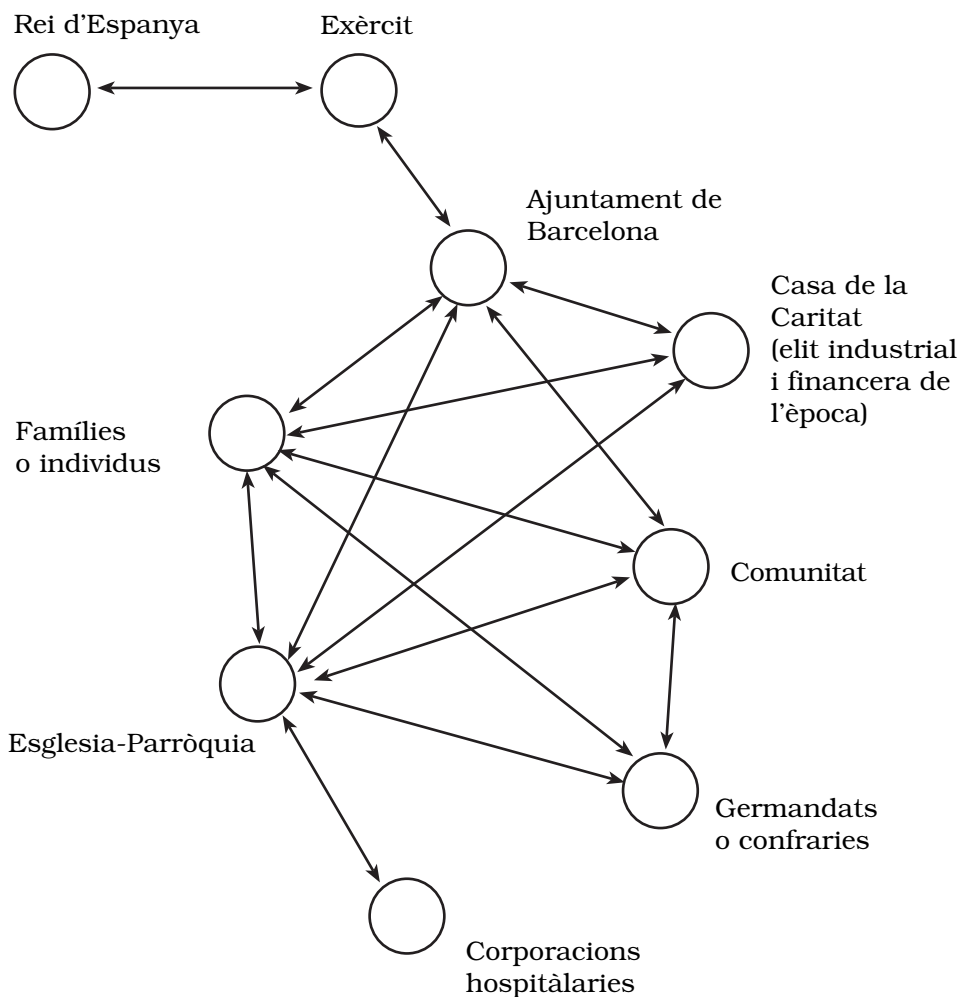 Rei d’Espanya
Exèrcit
Ajuntament de
Barcelona
Casa de la
Caritat
(elit industrial
i financera de
l’època)
Famílies
o individus
Comunitat
Esglesia-Parròquia
Germandats
o confraries
Corporacions
hospitàlaries